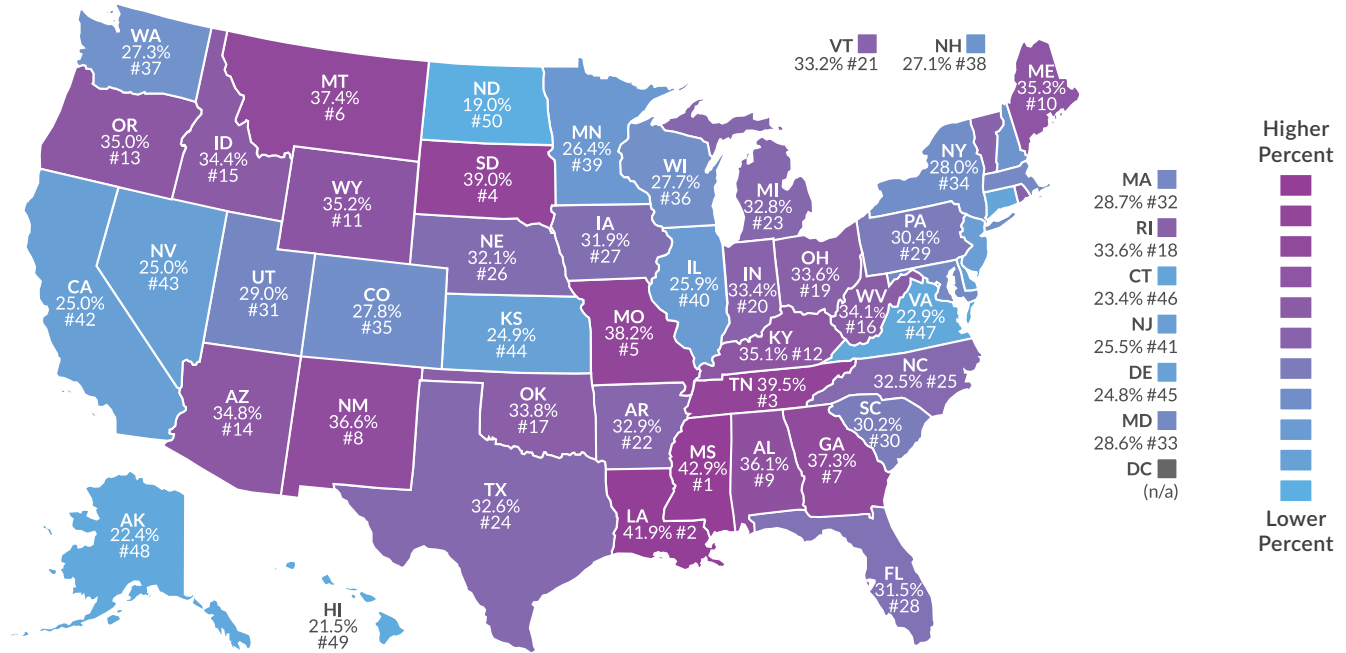 WA
27.3%
#37
MT
37.4%
#6
ND
19.0%
#50
MN
26.4%
#39
VT
33.2% #21
NH
27.1% #38
ME
35.3%
#10
OR
35.0%
#13
ID
34.4%
#15
WY
35.2%
#11
SD
39.0%
#4
WI
27.7%
#36
MI
32.8%
#23
NY
28.0%
#34
CA
25.0%
#42
NV
25.0%
#43
UT
29.0%
#31
CO
27.8%
#35
NE
32.1%
#26
IA
31.9%
#27
IL
25.9%
#40
IN
33.4%
#20
OH
33.6%
#19
PA
30.4%
#29
WV
34.1%
#16
VA
22.9%
#47
KS
24.9%
#44
MO
38.2%
#5
KY
35.1% #12
NC
32.5% #25
TN 39.5%
#3
SC
30.2%
#30
AZ
34.8%
#14
NM
36.6%
#8
OK
33.8%
#17
AR
32.9%
#22
MS
42.9%
#1
AL
36.1%
#9
GA
37.3%
#7
TX
32.6%
#24
LA
41.9% #2
FL
31.5%
#28
AK
22.4%
#48
HI
21.5%
#49
MA
28.7% #32
RI
33.6% #18
CT
23.4% #46
NJ
25.5% #41
DE
24.8% #45
MD
28.6% #33
DC
(n/a)
Higher
Percent
Lower
Percent